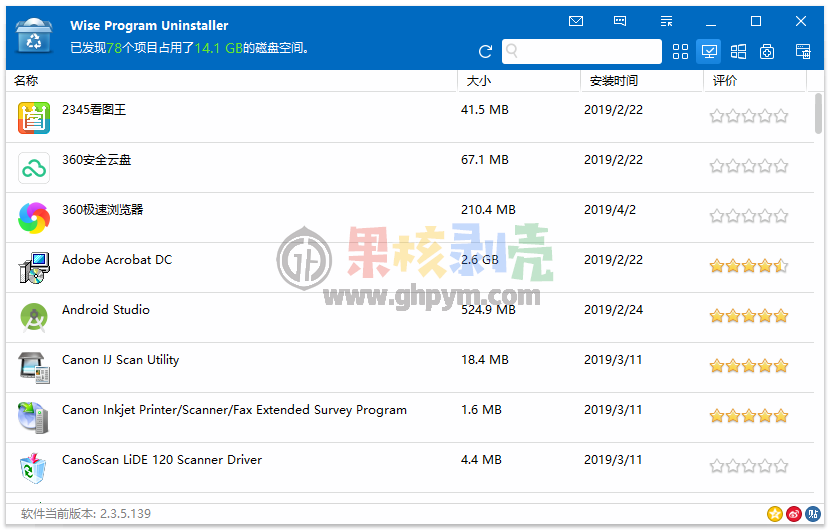 Wise Program Uninstaller
已发现78个项目占用了14.1 GB的磁盘空间。
名称 大小 安装时间 评价
2345看图王 41.5 MB 2019/2/22
360安全云盘 67.1 MB 2019/2/22
360极速浏览器 210.4 MB 2019/4/2
果核剥壳
Adobe Acrobat DC 2.6 GB 2019/2/22
www.ghpym.com
Android Studio 524.9 MB 2019/2/24
Canon IJ Scan Utility 18.4 MB 2019/3/11
Canon Inkjet Printer/Scanner/Fax Extended Survey Program 1.6 MB 2019/3/11
CanoScan LiDE 120 Scanner Driver 4.4 MB 2019/3/11
软件当前版本: 2.3.5.139
贴